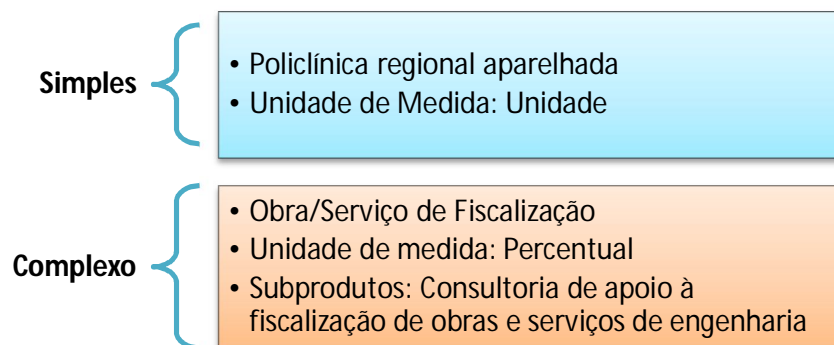 Simples
• Policlínica regional aparelhada
• Unidade de Medida: Unidade
Complexo
• Obra/Serviço de Fiscalização
• Unidade de medida: Percentual
• Subprodutos: Consultoria de apoio à
fiscalização de obras e serviços de engenharia